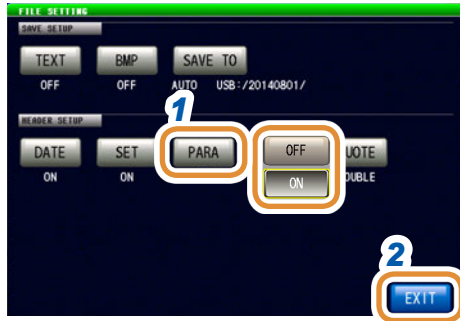 FILE SETTING
SAVE SETUP
TEXT BMP SAVE TO
OFF OFF AUTO USB:/20140801/
1
HEADER SETUP
DATE SET PARA OFF UOTE
ON ON ON OUBLE
2
EXIT